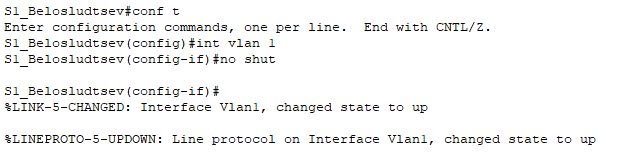 S1_Belosludtsev#conf t
Enter configuration commands, one per line.  End with CNTL/Z.
S1_Belosludtsev(config)#int vlan 1
S1_Belosludtsev(config-if)#no shut

S1_Belosludtsev(config-if)#
%LINK-5-CHANGED: Interface Vlan1, changed state to up

%LINEPROTO-5-UPDOWN: Line protocol on Interface Vlan1, changed state to up